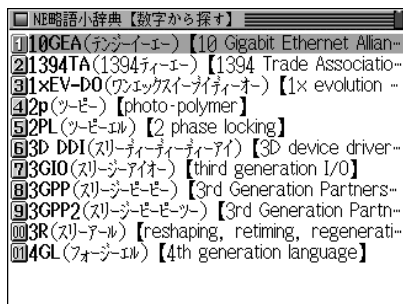 NE略語小辞典【数字から探す】
1 10GEA(テンジーイーエー)【10 Gigabit Ethernet Allian…
2 1394TA(1394ティーエー)【1394 Trade Associatio…
3 1×EV-DO(ワンエックスイーブイディーオー)【1× evolution …
4 2p(ツーピー)【photo-polymer】
5 2PL(ツーピーエル)【2 phase locking】
6 3D DDI(スリーディーディーディーアイ)【3D device driver…
7 3GIO(スリージーアイオー)【third generation I/O】
8 3GPP(スリージーピーピー)【3rd Generation Partners…
9 3GPP2(スリージーピーピーツー)【3rd Generation Partn…
00 3R(スリーアール)【reshaping, retiming, regenerati…
01 4GL(フォージーエル)【4th generation language】